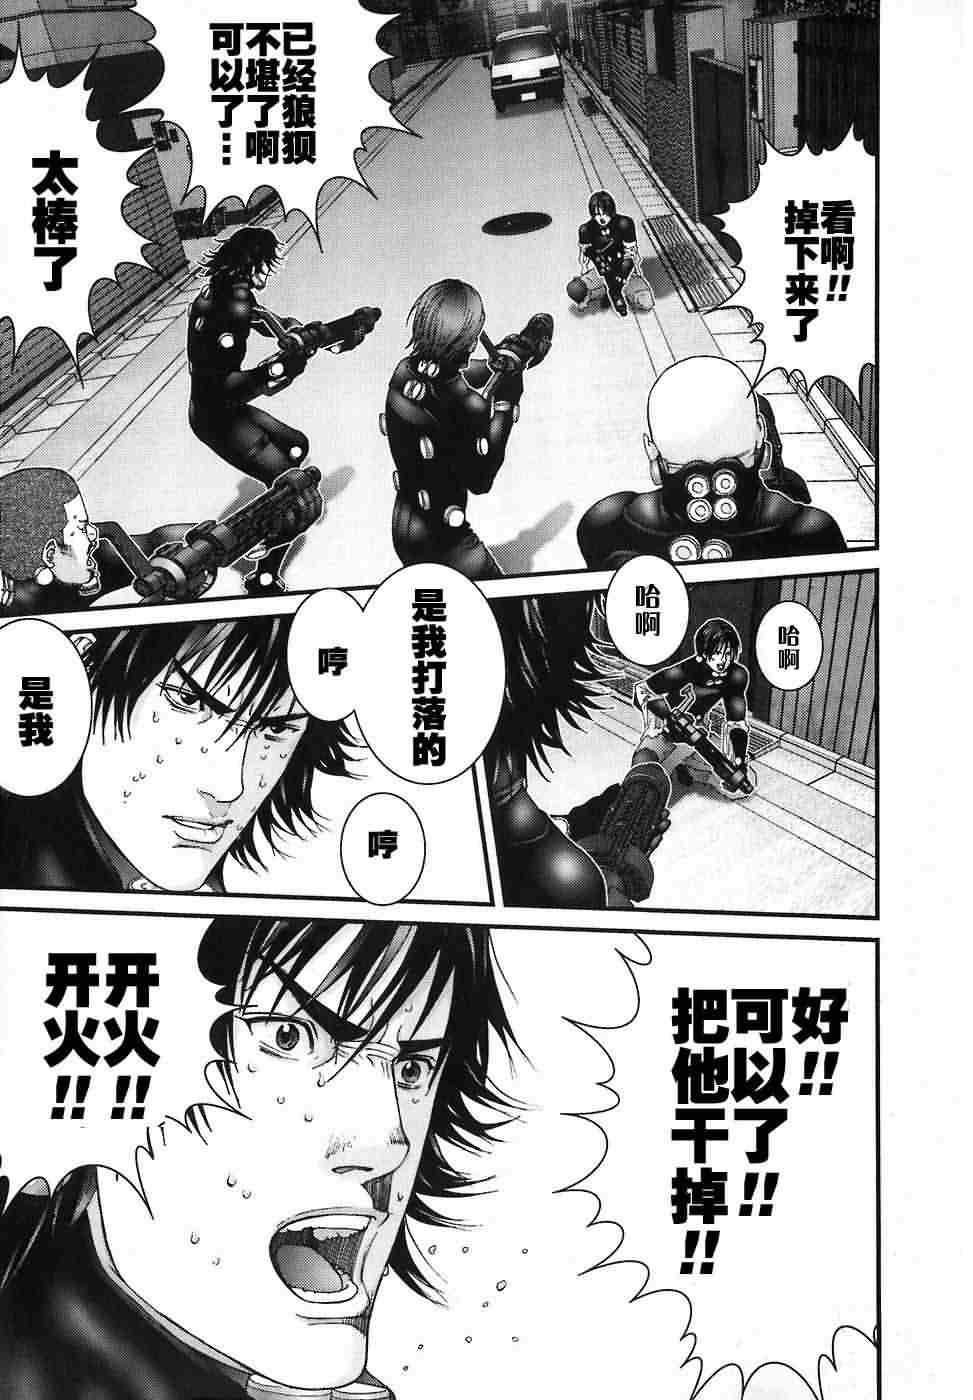 看啊!!
掉下来了
已经狼狈
不堪了啊
可以了…
太棒了
哈啊
哈啊
是我打落的
哼
哼
是我
好!!
可以了!!
把他干掉!!
开火!!
开火!!